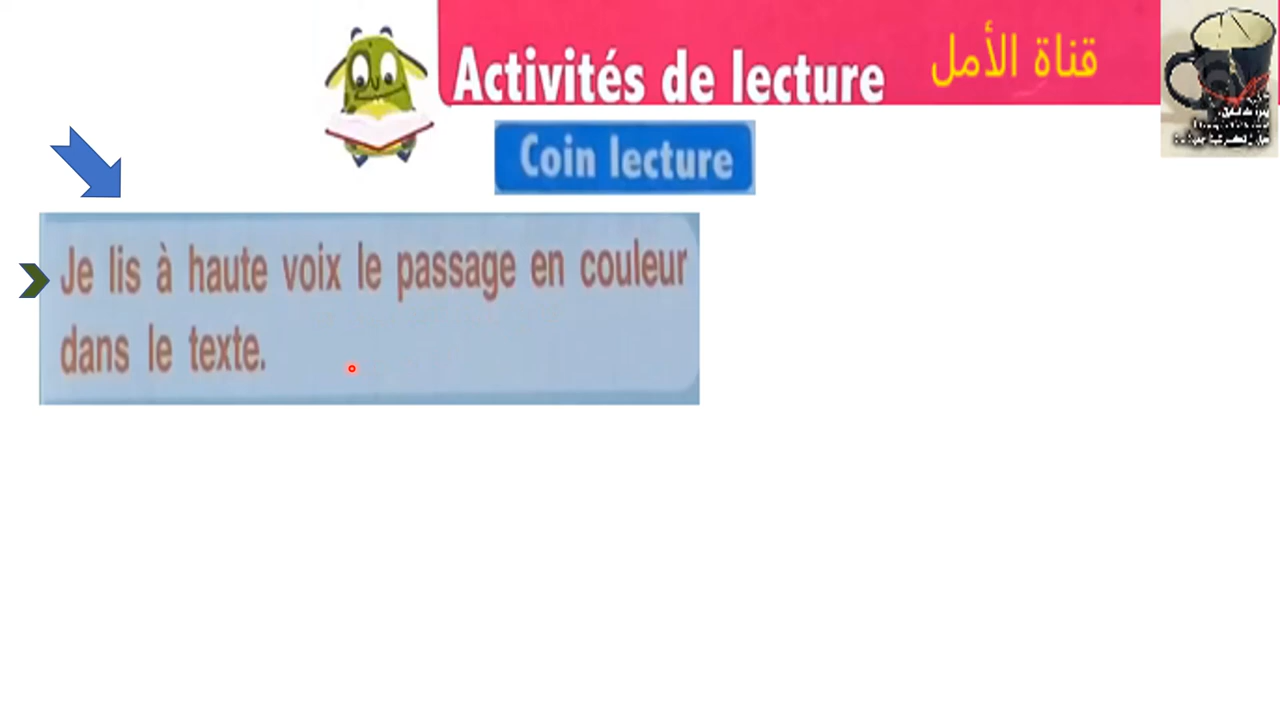 Activités de lecture
قناة الأمل
Coin lecture
Je lis à haute voix le passage en couleur
dans le texte.